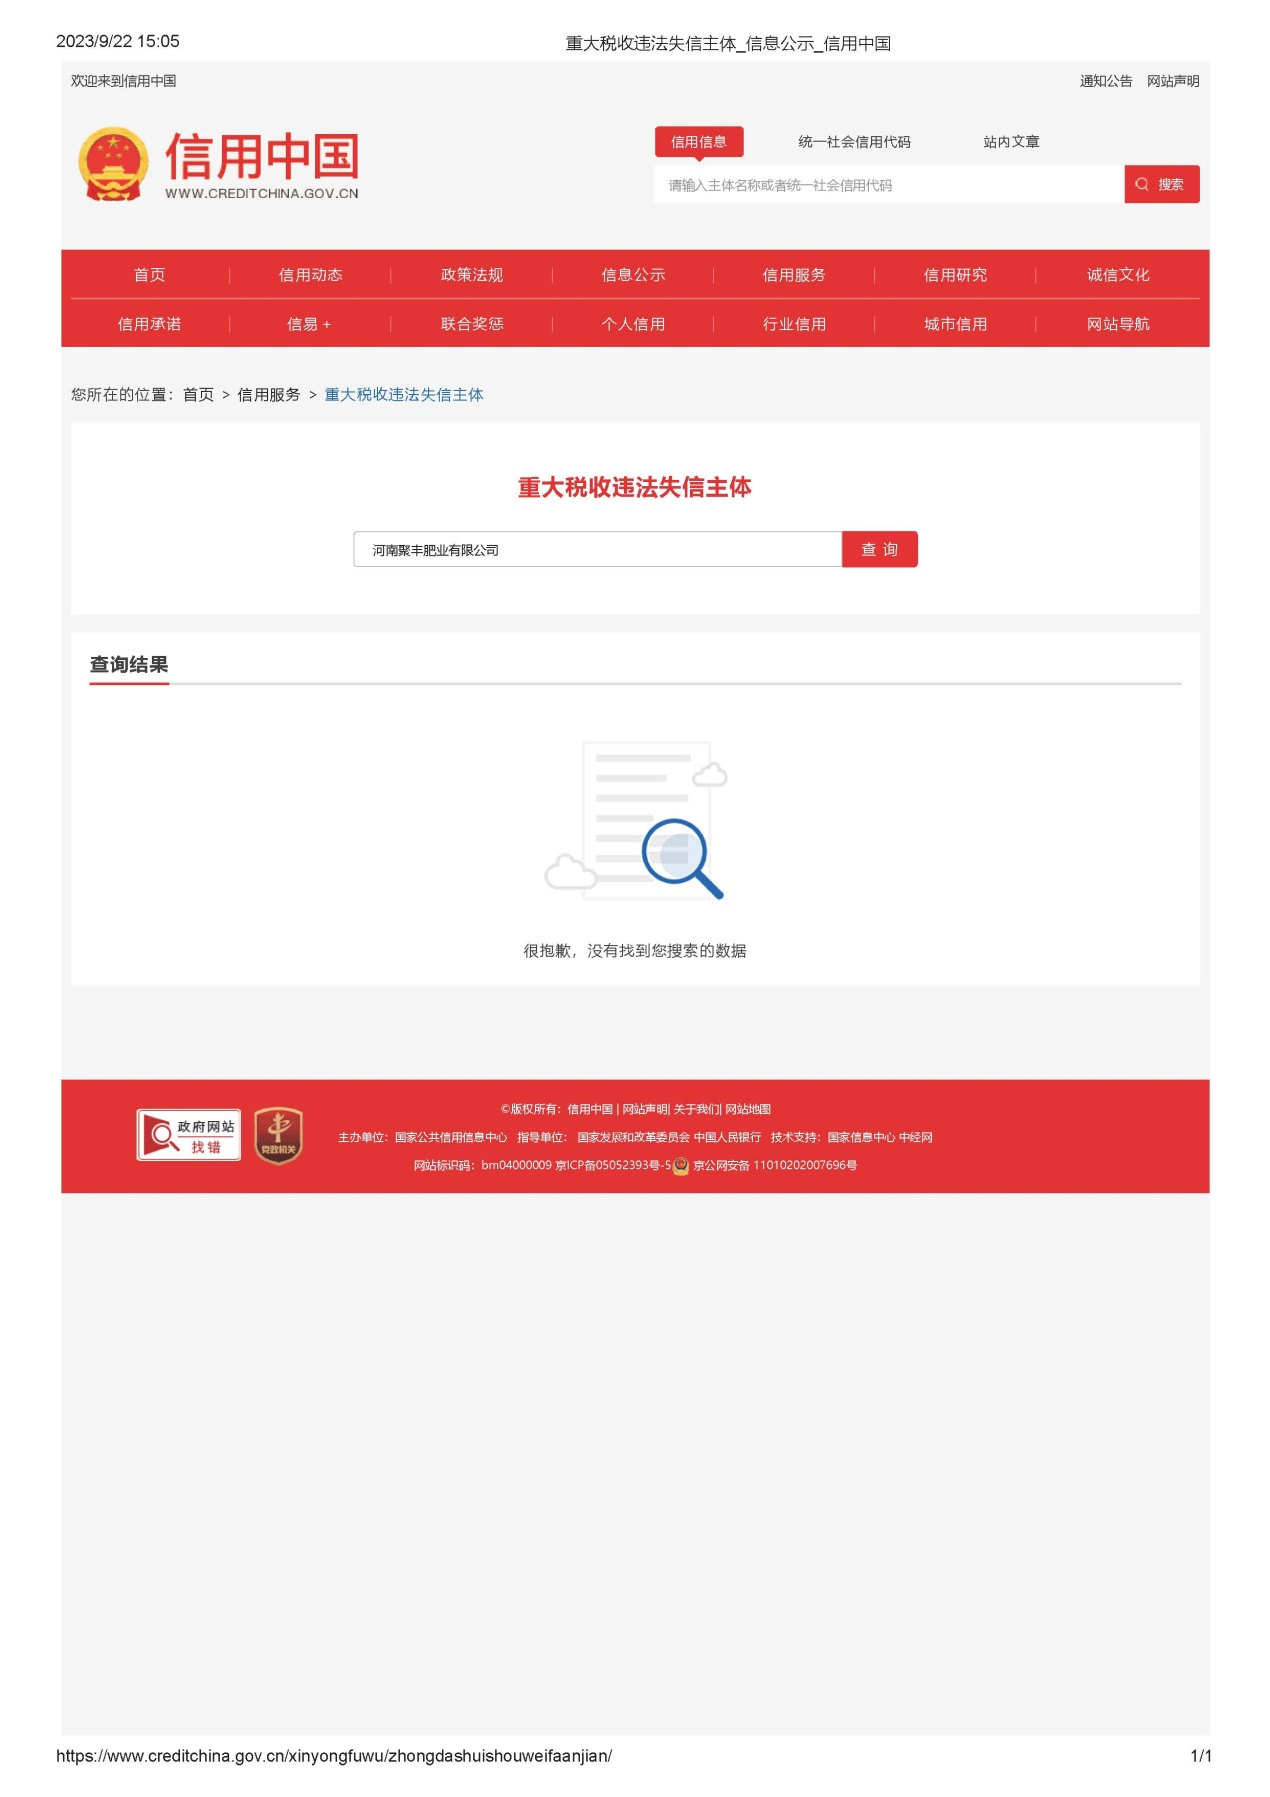 2023/9/22 15:05
重大税收违法失信主体_信息公示_信用中国
欢迎来到信用中国
通知公告 网站声明
信用中国
WWW.CREDITCHINA.GOV.CN
信用信息 统一社会信用代码 站内文章
请输入主体名称或者统一社会信用代码 搜索
首页 信用动态 政策法规 信息公示 信用服务 信用研究 诚信文化
信用承诺 信易 + 联合奖惩 个人信用 行业信用 城市信用 网站导航
您所在的位置：首页 > 信用服务 > 重大税收违法失信主体
重大税收违法失信主体
河南聚丰肥业有限公司 查 询
查询结果
很抱歉，没有找到您搜索的数据
政府网站
找错
党政机关
©版权所有：信用中国 | 网站声明| 关于我们| 网站地图
主办单位：国家公共信用信息中心 指导单位： 国家发展和改革委员会 中国人民银行 技术支持：国家信息中心 中经网
网站标识码：bm04000009 京ICP备05052393号-5 京公网安备 11010202007696号
https://www.creditchina.gov.cn/xinyongfuwu/zhongdashuishouweifaanjian/
1/1